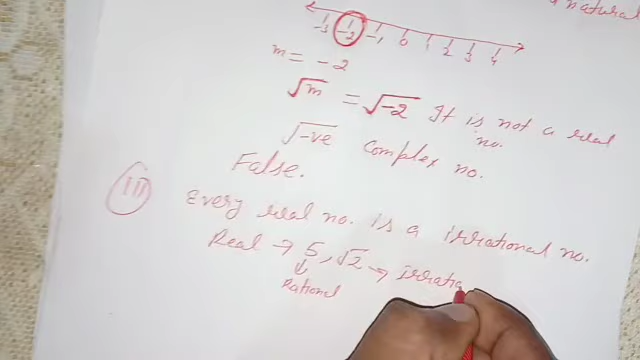 natural
-3 -2 -1 0 1 2 3 4
m = -2
√m = √-2 It is not a real no.
√-ve Complex no.
False.
III Every real no. is a irrational no.
Real → 5, √2 → irratio
Rational